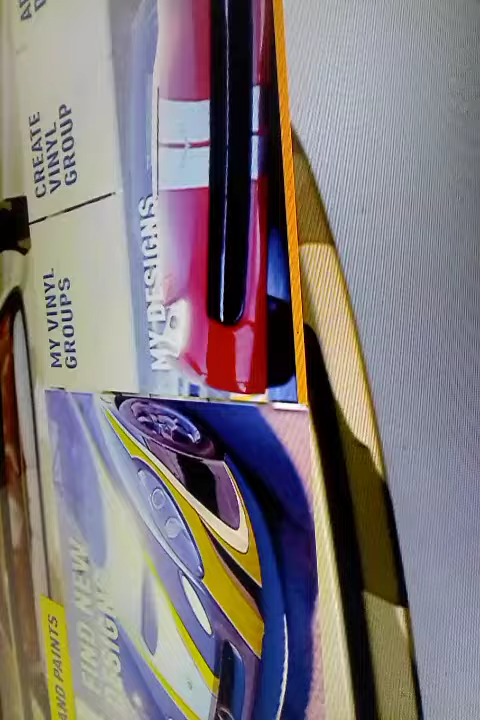 CREATE
VINYL
GROUP
MY VINYL
GROUPS
MY DESIGNS
FIND NEW
DESIGNS
AND PAINTS